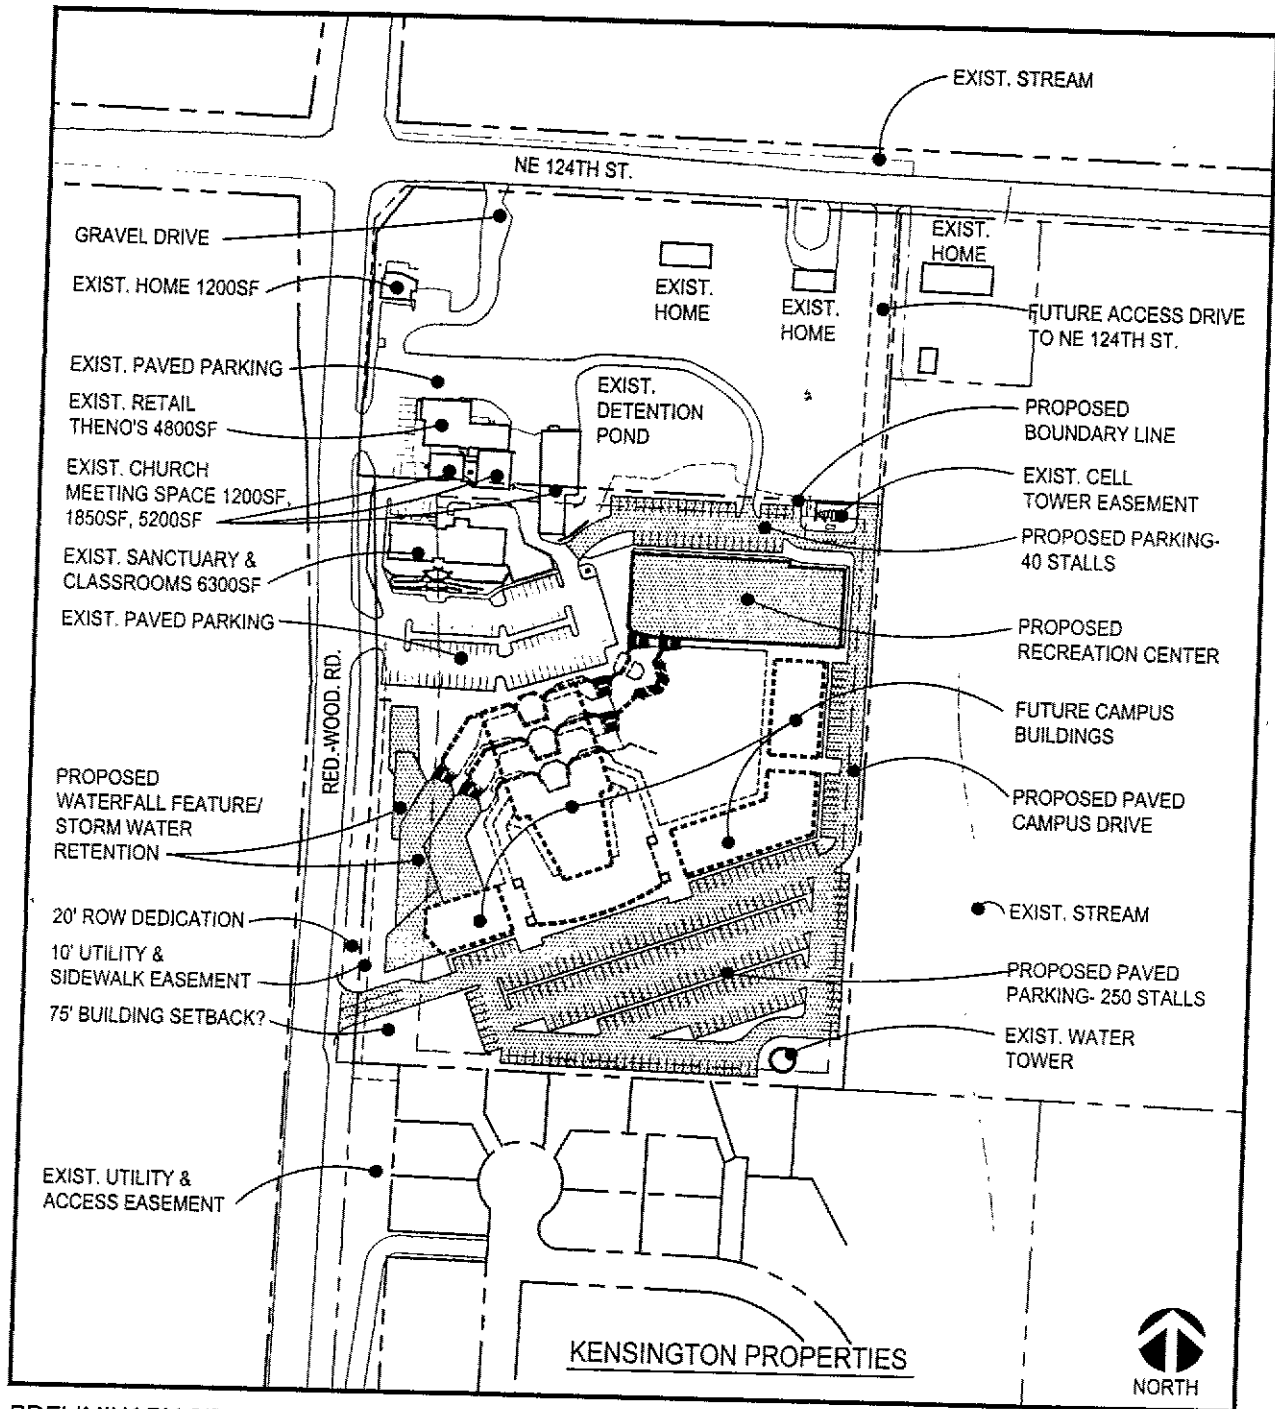 EXIST. STREAM
NE 124TH ST.
GRAVEL DRIVE
EXIST. HOME 1200SF
EXIST.
HOME
EXIST.
HOME
EXIST.
HOME
FUTURE ACCESS DRIVE
TO NE 124TH ST.
EXIST. PAVED PARKING
EXIST. RETAIL
THENO'S 4800SF
EXIST.
DETENTION
POND
PROPOSED
BOUNDARY LINE
EXIST. CHURCH
MEETING SPACE 1200SF,
1850SF, 5200SF
EXIST. CELL
TOWER EASEMENT
EXIST. SANCTUARY &
CLASSROOMS 6300SF
PROPOSED PARKING-
40 STALLS
EXIST. PAVED PARKING
PROPOSED
RECREATION CENTER
RED.-WOOD. RD.
FUTURE CAMPUS
BUILDINGS
PROPOSED
WATERFALL FEATURE/
STORM WATER
RETENTION
PROPOSED PAVED
CAMPUS DRIVE
20' ROW DEDICATION
EXIST. STREAM
10' UTILITY &
SIDEWALK EASEMENT
PROPOSED PAVED
PARKING- 250 STALLS
75' BUILDING SETBACK?
EXIST. WATER
TOWER
EXIST. UTILITY &
ACCESS EASEMENT
KENSINGTON PROPERTIES
NORTH